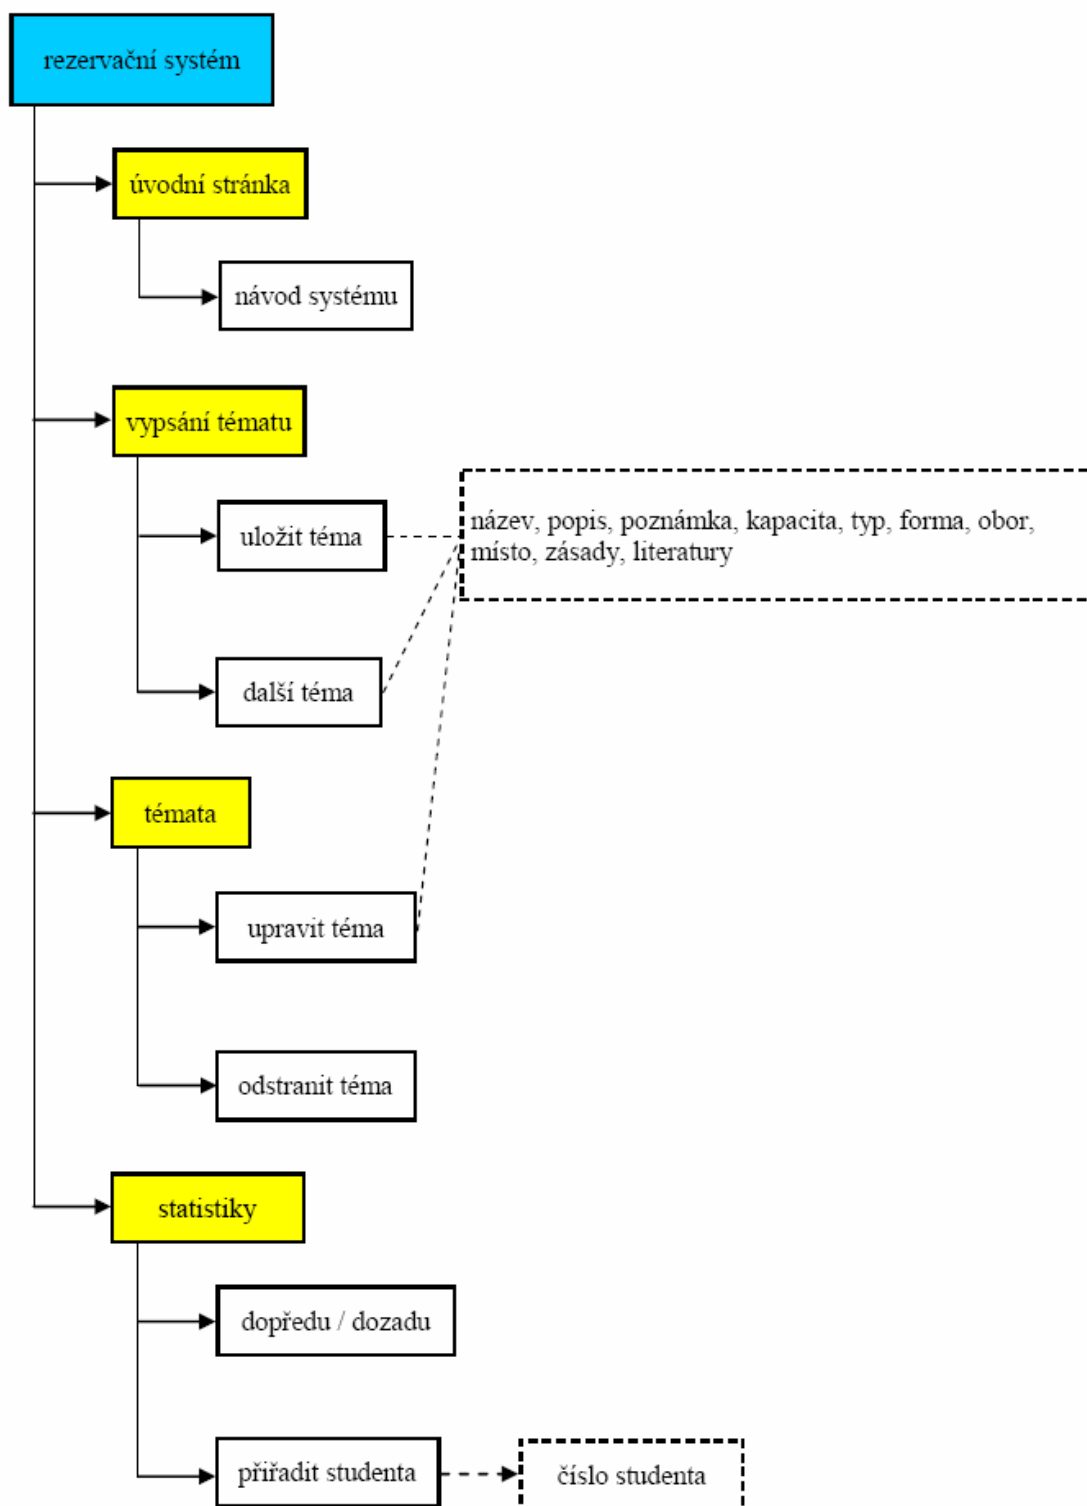 rezervační systém
úvodní stránka
návod systému
vypsání tématu
uložit téma
název, popis, poznámka, kapacita, typ, forma, obor,
místo, zásady, literatury
další téma
témata
upravit téma
odstranit téma
statistiky
dopředu / dozadu
přiřadit studenta
číslo studenta